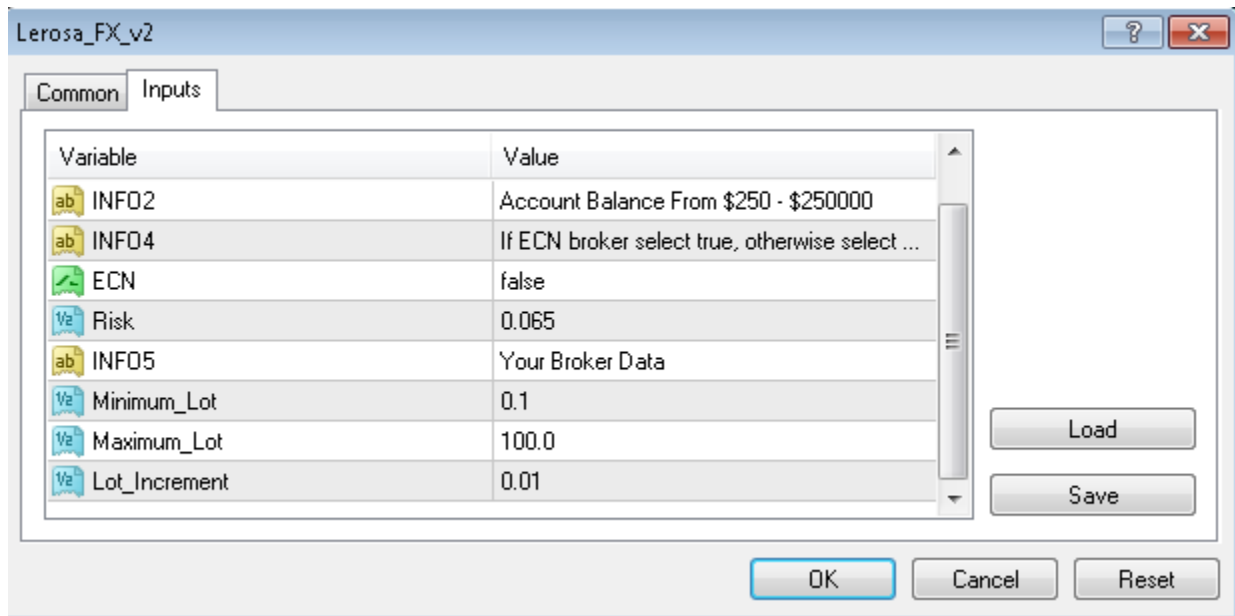 Lerosa_FX_v2
Common Inputs
Variable Value
INFO2 Account Balance From $250 - $250000
INFO4 If ECN broker select true, otherwise select ...
ECN false
Risk 0.065
INFO5 Your Broker Data
Minimum_Lot 0.1
Maximum_Lot 100.0
Lot_Increment 0.01
Load
Save
OK Cancel Reset